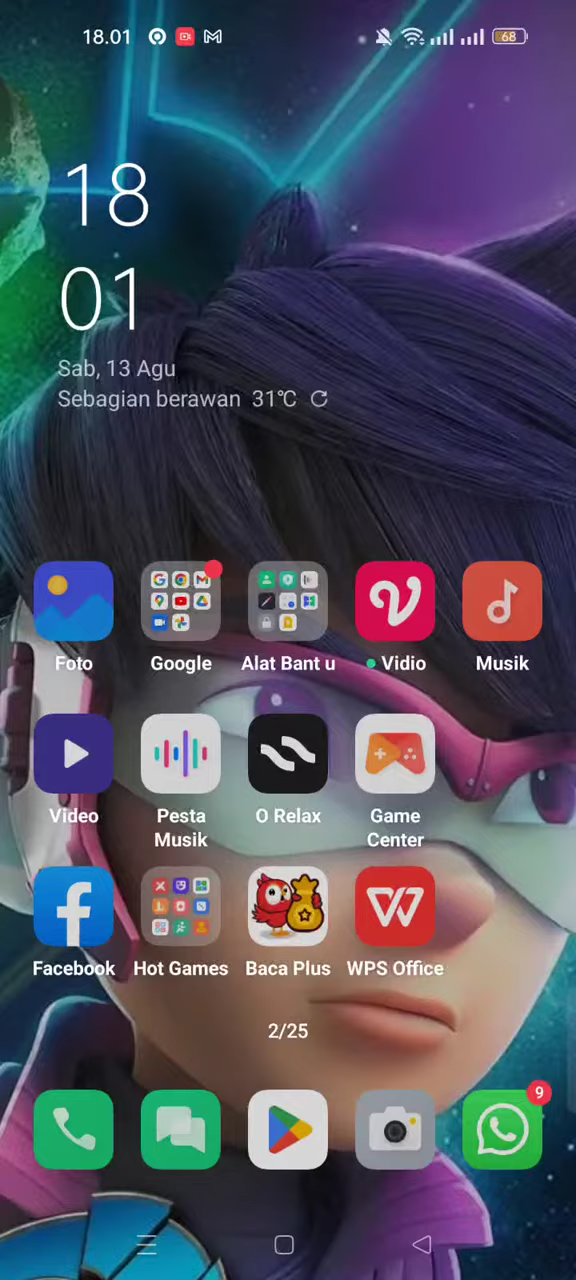 18.01
68
18
01
Sab, 13 Agu
Sebagian berawan 31℃
Foto
Google
Alat Bant u
Vidio
Musik
Video
Pesta
Musik
O Relax
Game
Center
Facebook
Hot Games
Baca Plus
WPS Office
2/25
9